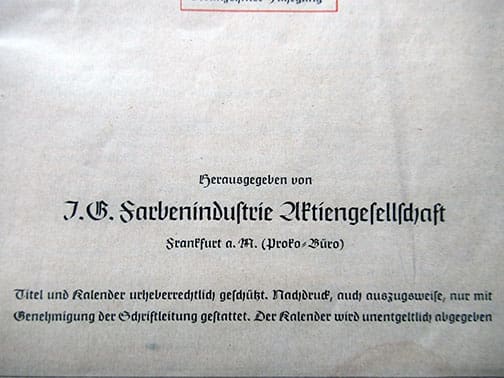 Jahrgang
Herausgegeben von
I. G. Farbenindustrie Aktiengesellschaft
Frankfurt a. M. (Proko-Büro)
Titel und Kalender urheberrechtlich geschützt. Nachdruck, auch auszugsweise, nur mit
Genehmigung der Schriftleitung gestattet. Der Kalender wird unentgeltlich abgegeben